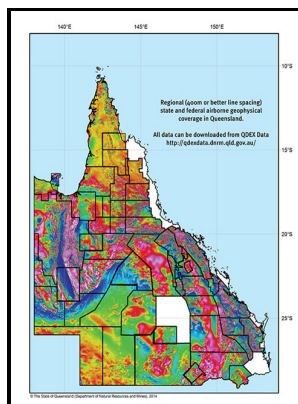 140°E 145°E 150°E
10°S
Regional (400m or better line spacing)
state and federal airborne geophysical
coverage in Queensland.
All data can be downloaded from QDEX Data
http://qdexdata.dnrm.qld.gov.au/
15°S
20°S
25°S
© The State of Queensland (Department of Natural Resources and Mines), 2014